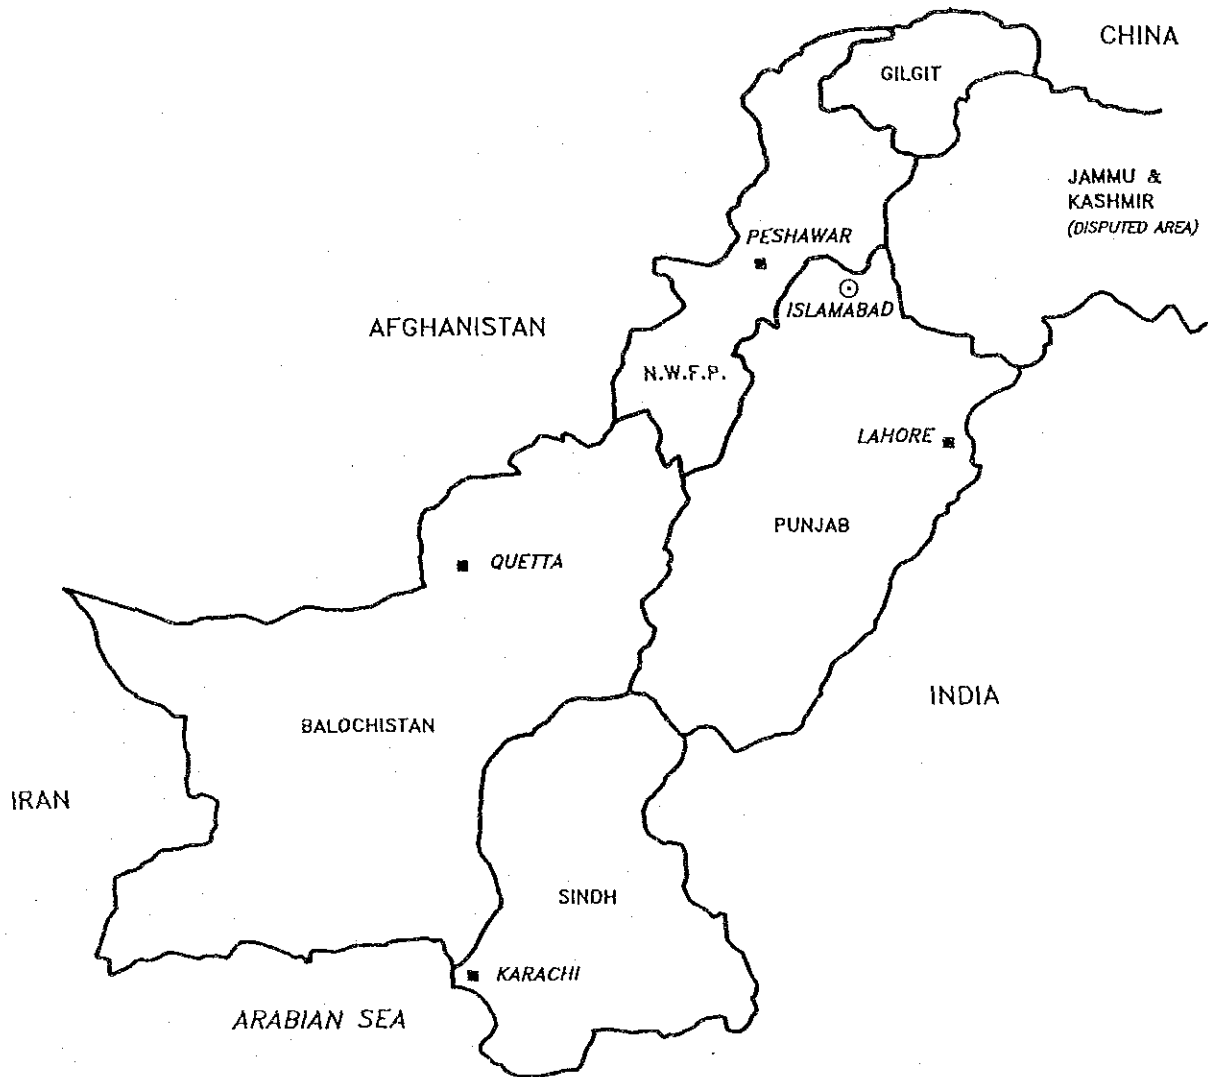 CHINA
GILGIT
JAMMU &
KASHMIR
(DISPUTED AREA)
PESHAWAR
ISLAMABAD
AFGHANISTAN
N.W.F.P.
LAHORE
PUNJAB
QUETTA
INDIA
BALOCHISTAN
IRAN
SINDH
KARACHI
ARABIAN SEA